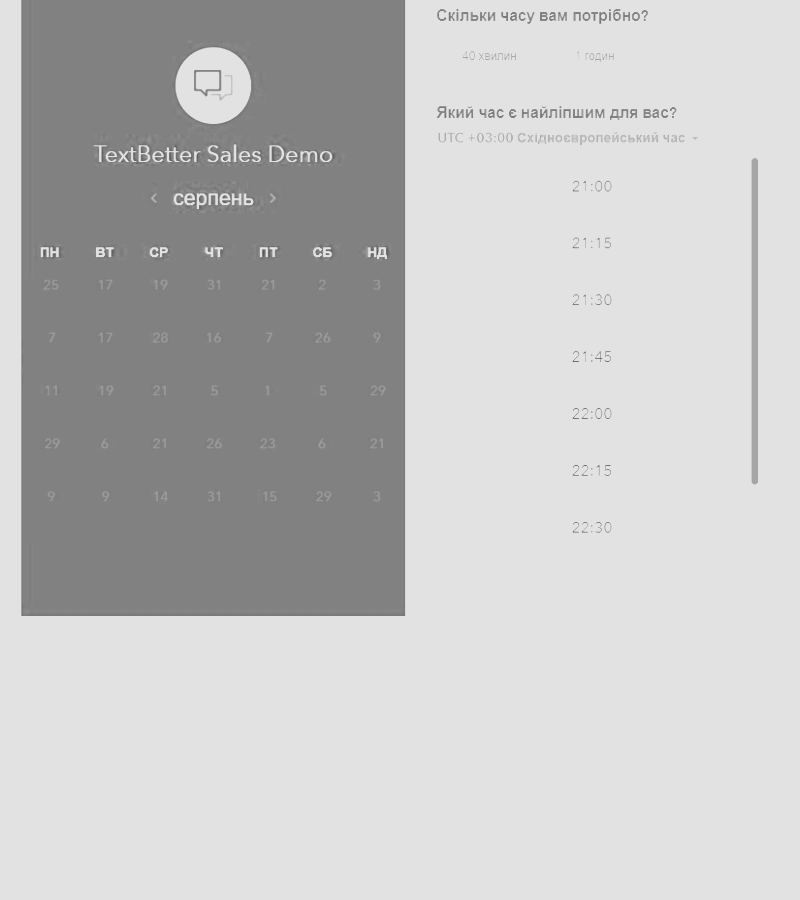 TextBetter Sales Demo
‹ серпень ›
ПН ВТ СР ЧТ ПТ СБ НД
25 17 19 31 21 2 3
7 17 28 16 7 26 9
11 19 21 5 1 5 29
29 6 21 26 23 6 21
9 9 14 31 15 29 3
Скільки часу вам потрібно?
40 хвилин 1 годин
Який час є найліпшим для вас?
UTC +03:00 Східноєвропейський час
21:00
21:15
21:30
21:45
22:00
22:15
22:30